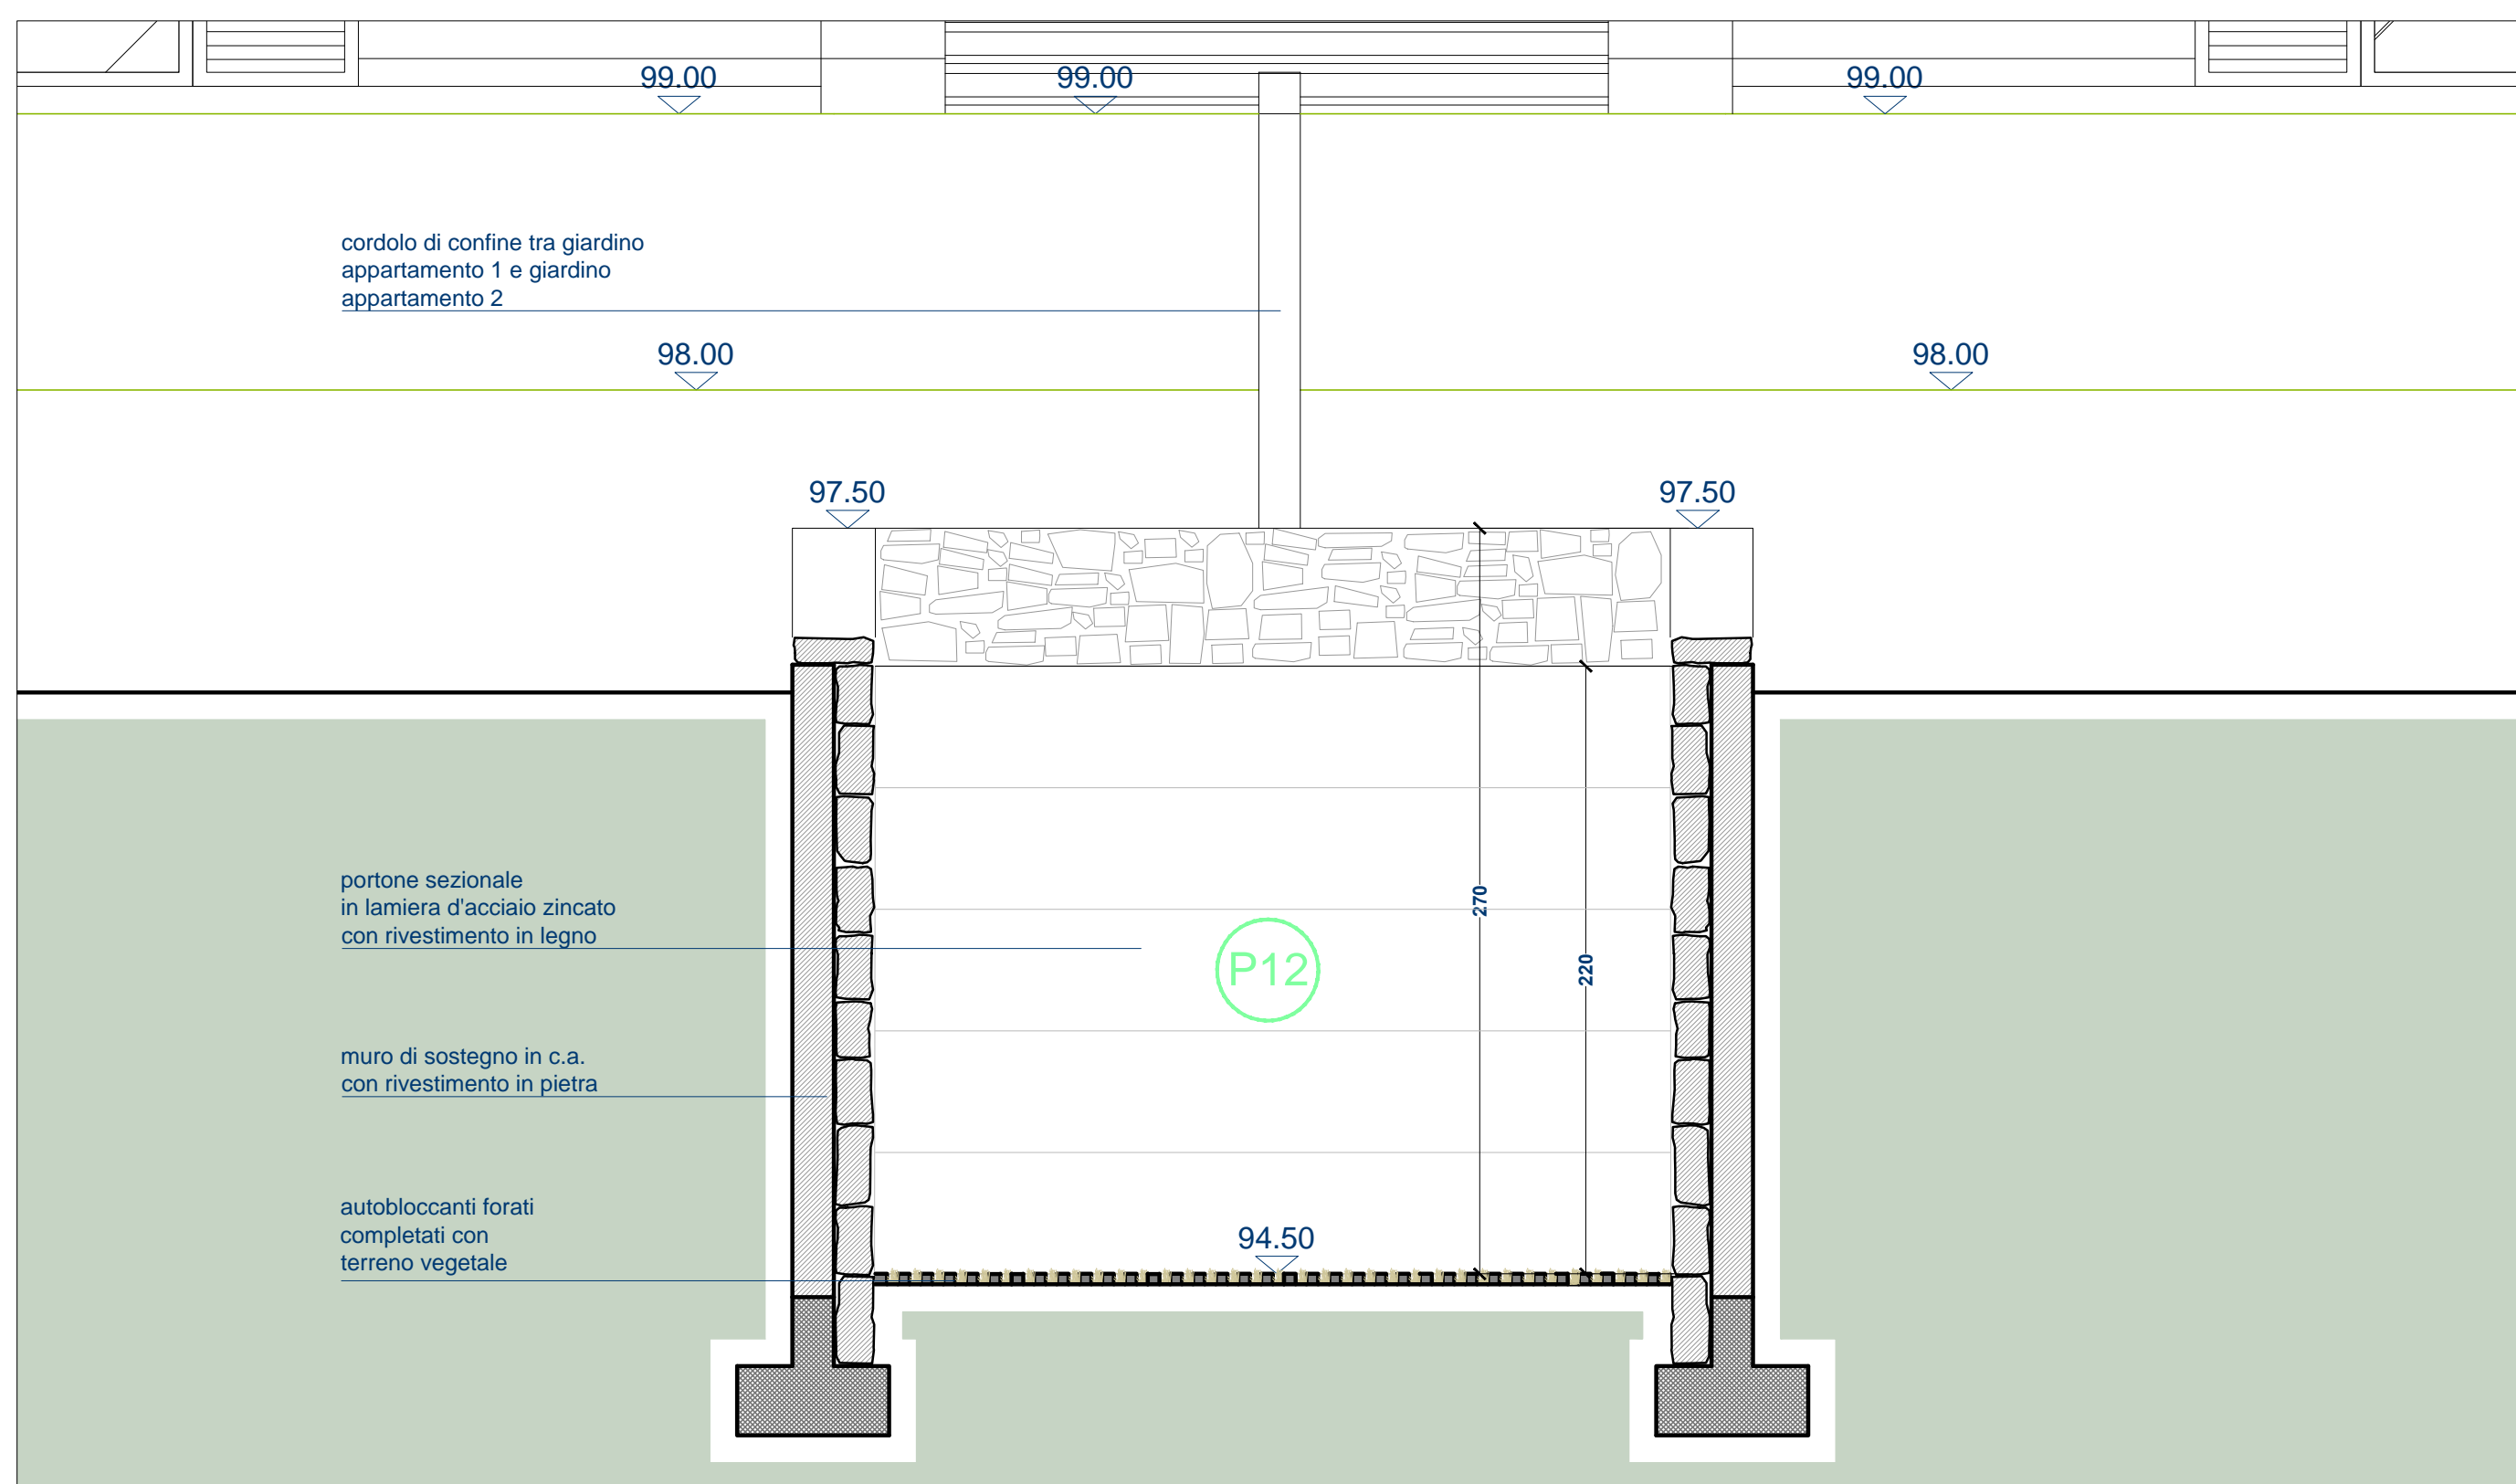 99.00
99.00
99.00
cordolo di confine tra giardino
appartamento 1 e giardino
appartamento 2
98.00
98.00
97.50
97.50
portone sezionale
in lamiera d'acciaio zincato
con rivestimento in legno
270
P12
220
muro di sostegno in c.a.
con rivestimento in pietra
autobloccanti forati
completati con
terreno vegetale
94.50